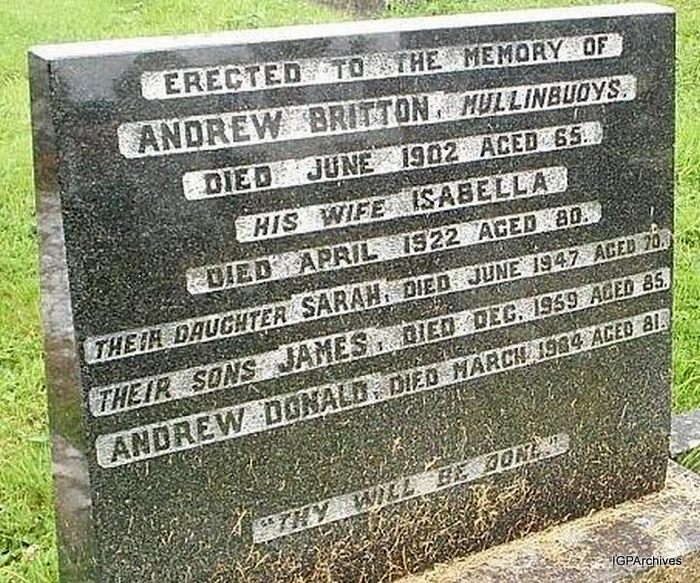 ERECTED TO THE MEMORY OF
ANDREW BRITTON, MULLINBUOYS.
DIED JUNE 1902 AGED 65.
HIS WIFE ISABELLA
DIED APRIL 1922 AGED 80.
THEIR DAUGHTER SARAH, DIED JUNE 1947 AGED 70.
THEIR SONS JAMES, DIED DEC. 1959 AGED 85.
ANDREW DONALD, DIED MARCH, 1964 AGED 81.
"THY WILL BE DONE"
IGPArchives